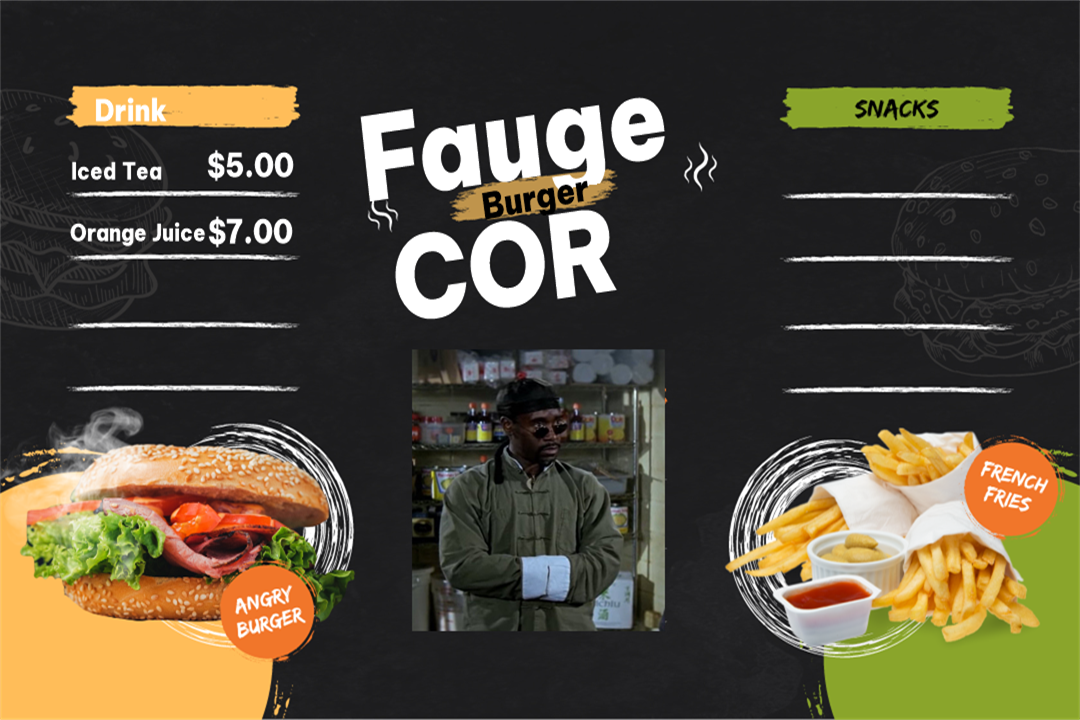 Drink
Iced Tea $5.00
Orange Juice $7.00
Fauge
Burger
COR
SNACKS
ANGRY
BURGER
FRENCH
FRIES